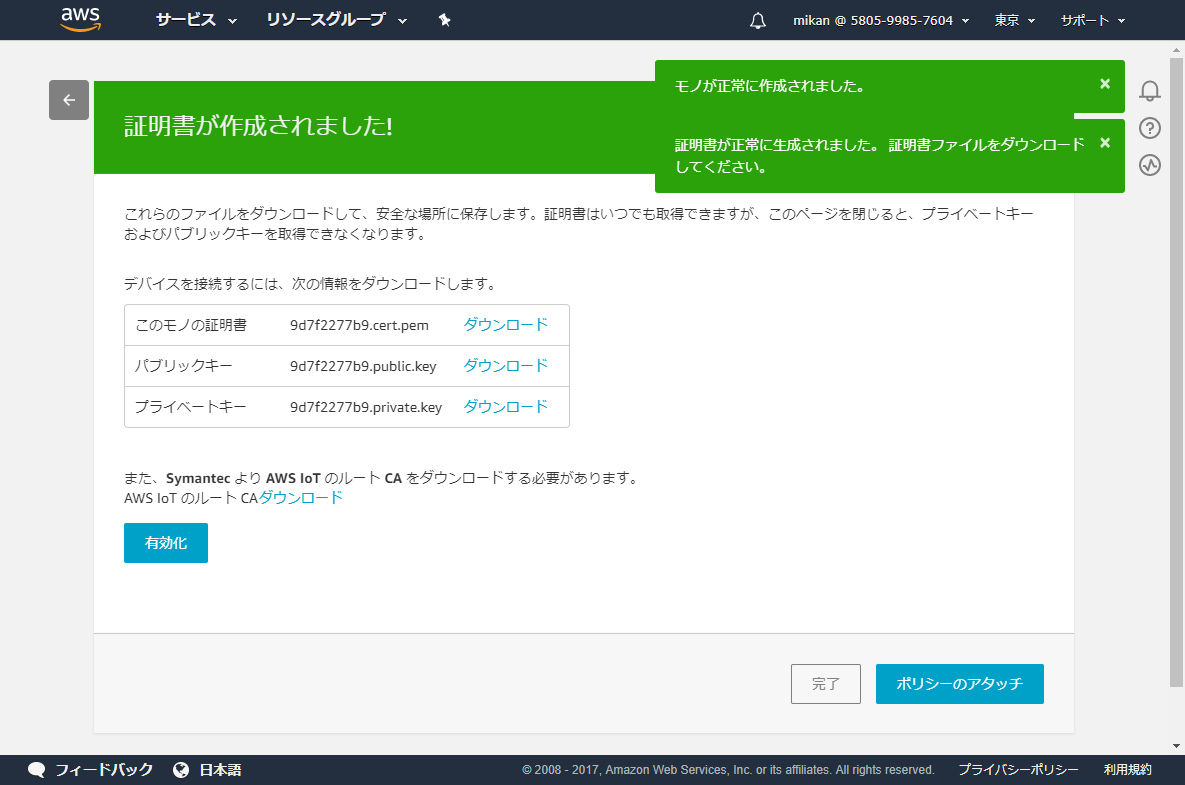 aws サービス リソースグループ mikan @ 5805-9985-7604 東京 サポート
モノが正常に作成されました。
証明書が作成されました!
証明書が正常に生成されました。 証明書ファイルをダウンロード
してください。
これらのファイルをダウンロードして、安全な場所に保存します。証明書はいつでも取得できますが、このページを閉じると、プライベートキー
およびパブリックキーを取得できなくなります。
デバイスを接続するには、次の情報をダウンロードします。
このモノの証明書 9d7f2277b9.cert.pem ダウンロード
パブリックキー 9d7f2277b9.public.key ダウンロード
プライベートキー 9d7f2277b9.private.key ダウンロード
また、Symantec より AWS IoT のルート CA をダウンロードする必要があります。
AWS IoT のルート CAダウンロード
有効化
完了 ポリシーのアタッチ
フィードバック 日本語 © 2008 - 2017, Amazon Web Services, Inc. or its affiliates. All rights reserved. プライバシーポリシー 利用規約